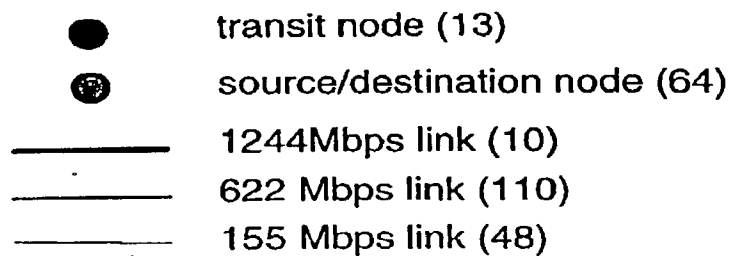 transit node (13)
source/destination node (64)
1244Mbps link (10)
622 Mbps link (110)
155 Mbps link (48)